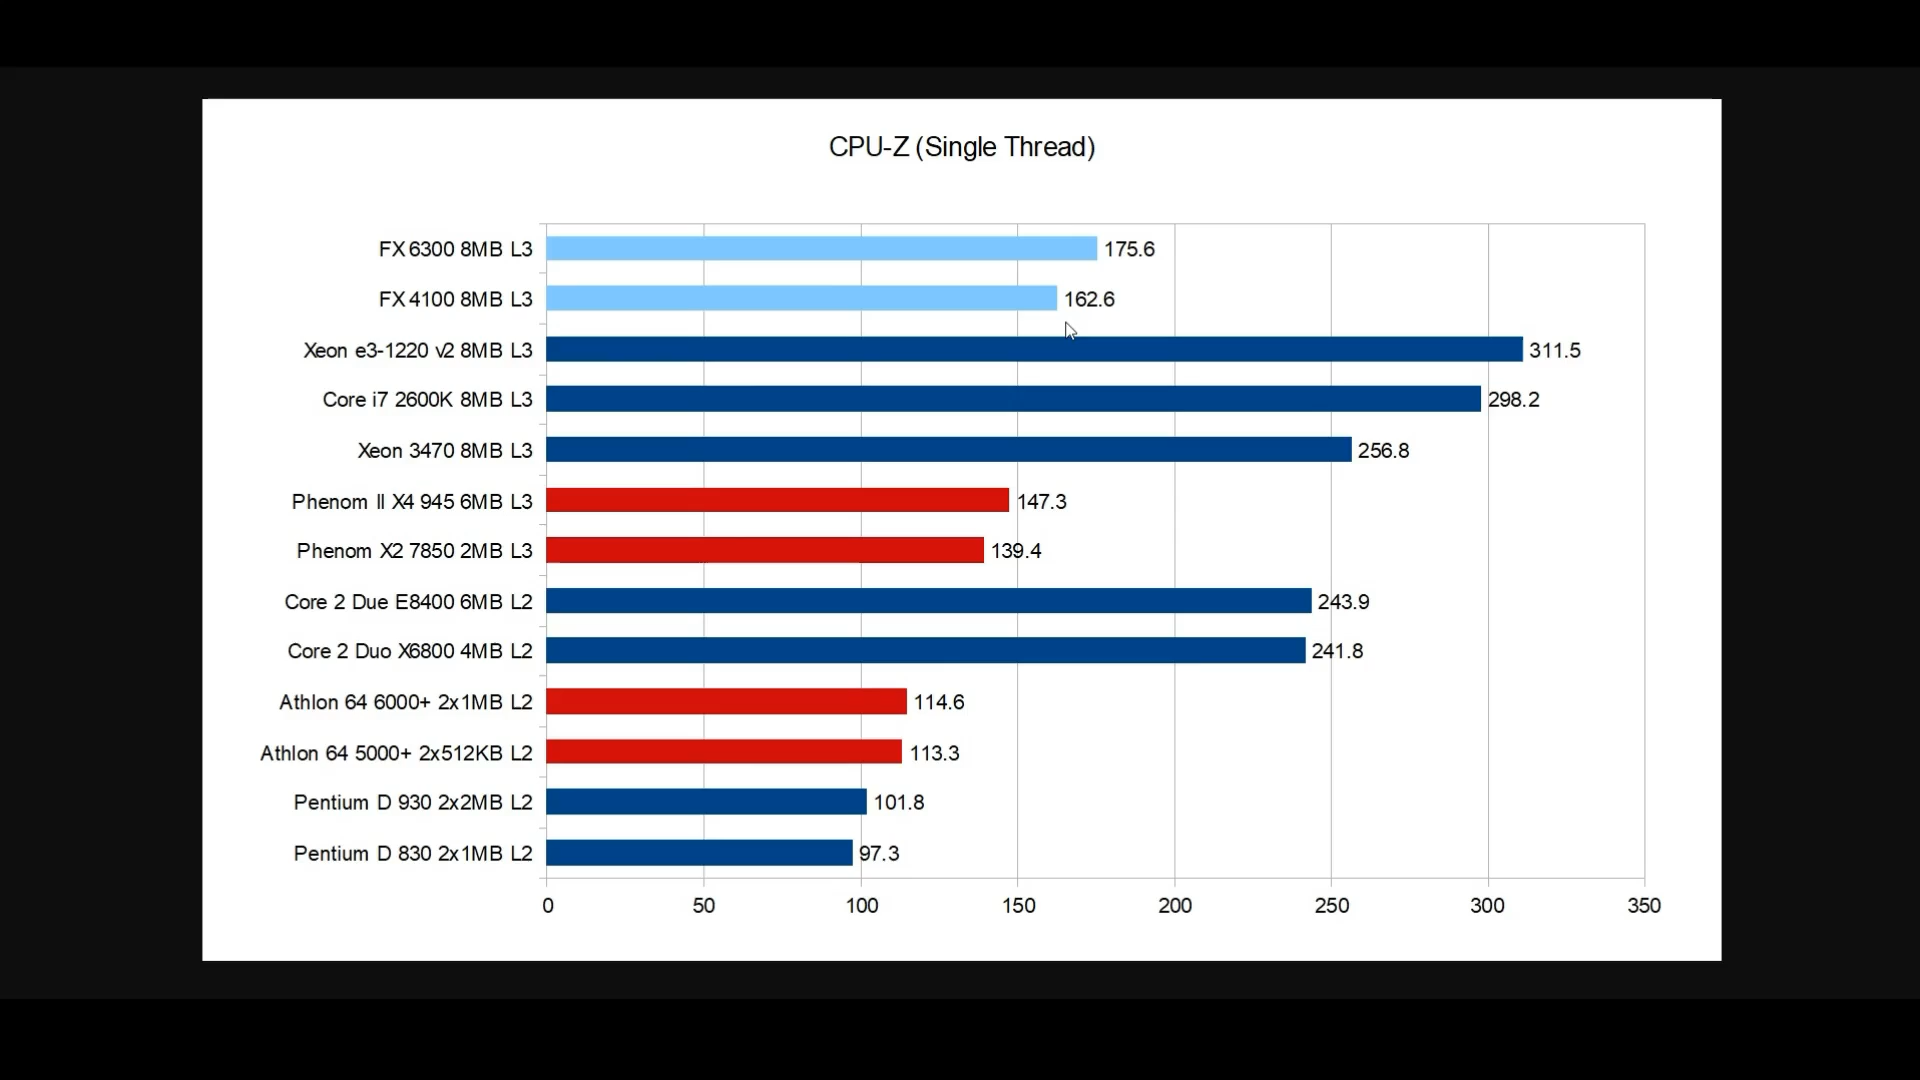 CPU-Z (Single Thread)
FX 6300 8MB L3 175.6
FX 4100 8MB L3 162.6
Xeon e3-1220 v2 8MB L3 311.5
Core i7 2600K 8MB L3 298.2
Xeon 3470 8MB L3 256.8
Phenom II X4 945 6MB L3 147.3
Phenom X2 7850 2MB L3 139.4
Core 2 Due E8400 6MB L2 243.9
Core 2 Duo X6800 4MB L2 241.8
Athlon 64 6000+ 2x1MB L2 114.6
Athlon 64 5000+ 2x512KB L2 113.3
Pentium D 930 2x2MB L2 101.8
Pentium D 830 2x1MB L2 97.3
0 50 100 150 200 250 300 350